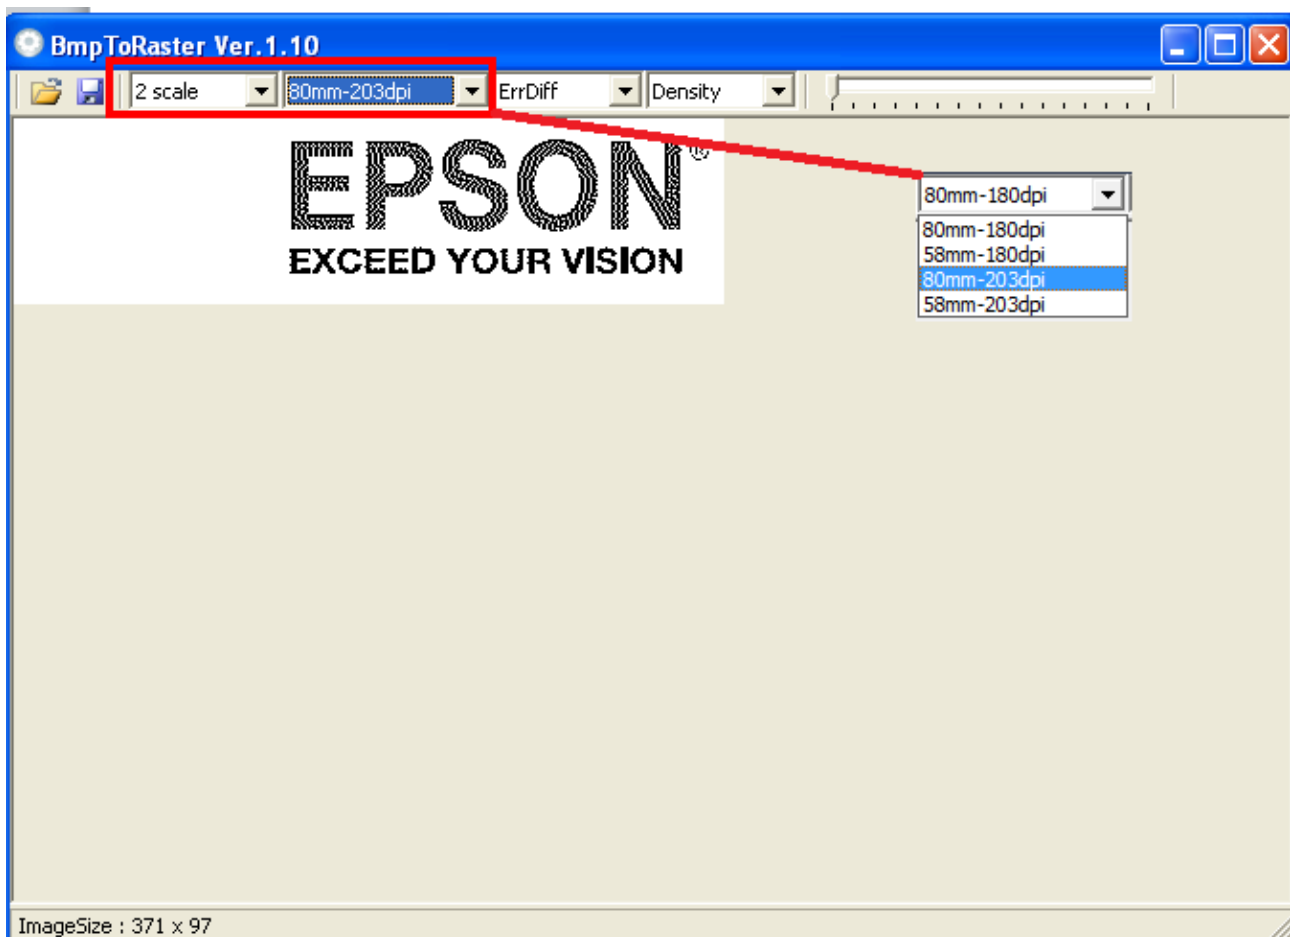 BmpToRaster Ver.1.10
2 scale 80mm-203dpi ErrDiff Density
EPSON®
EXCEED YOUR VISION
80mm-180dpi
80mm-180dpi
58mm-180dpi
80mm-203dpi
58mm-203dpi
ImageSize : 371 x 97